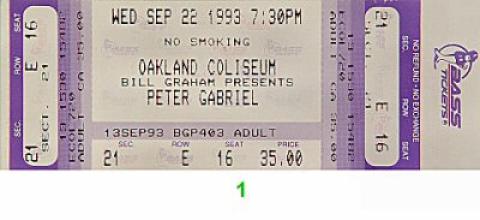 WED SEP 22 1993 7:30PM
NO SMOKING
OAKLAND COLISEUM
BILL GRAHAM PRESENTS
PETER GABRIEL
13SEP93 BGP403 ADULT
SEC. ROW SEAT PRICE
21 E 16 35.00
SEAT 16
ROW E
SECT. 21
21
E
16
SECT.
ROW
SEAT
NO REFUND • NO EXCHANGE
BASS
TICKETS
1